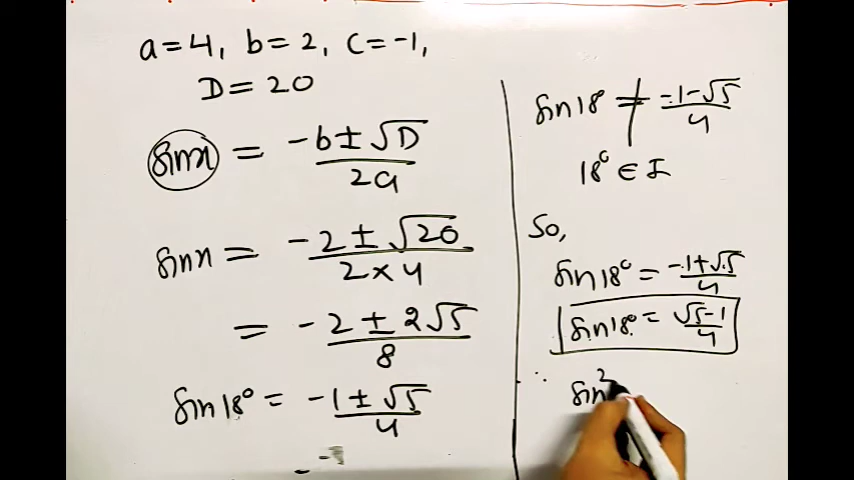 a=4, b=2, c=-1,
D=20
sinx = -b±√D/2a
sinx = -2±√20/2×4
= -2±2√5/8
sin18° = -1±√5/4
sin18 ≠ -1-√5/4
18° ∈ I
So,
sin18° = -1+√5/4
sin18° = √5-1/4
∴ sin²